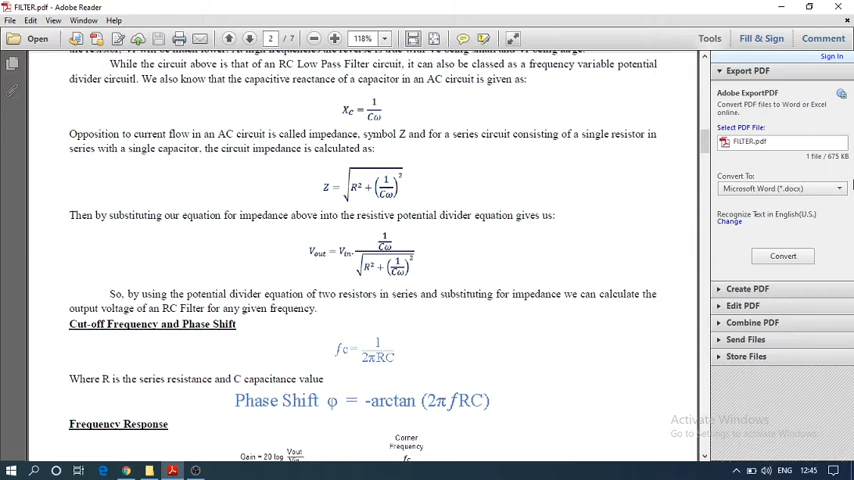 FILTER.pdf - Adobe Reader
File Edit View Window Help
Open 2 / 7 118% Tools Fill & Sign Comment
While the circuit above is that of an RC Low Pass Filter circuit, it can also be classed as a frequency variable potential
divider circuitl. We also know that the capacitive reactance of a capacitor in an AC circuit is given as:
X_C = 1/(Cω)
Opposition to current flow in an AC circuit is called impedance, symbol Z and for a series circuit consisting of a single resistor in
series with a single capacitor, the circuit impedance is calculated as:
Z = √(R² + (1/(Cω))²)
Then by substituting our equation for impedance above into the resistive potential divider equation gives us:
V_out = V_in. (1/(Cω)) / √(R² + (1/(Cω))²)
So, by using the potential divider equation of two resistors in series and substituting for impedance we can calculate the
output voltage of an RC Filter for any given frequency.
Cut-off Frequency and Phase Shift
fc = 1/(2πRC)
Where R is the series resistance and C capacitance value
Phase Shift φ = -arctan (2πfRC)
Frequency Response
Corner
Frequency
fc
Gain = 20 log Vout
Sign In
Export PDF
Adobe ExportPDF
Convert PDF files to Word or Excel
online.
Select PDF File:
FILTER.pdf
1 file / 675 KB
Convert To:
Microsoft Word (*.docx)
Recognize Text in English(U.S.)
Change
Convert
Create PDF
Edit PDF
Combine PDF
Send Files
Store Files
Activate Windows
Go to Settings to activate Windows.
ENG 12:45